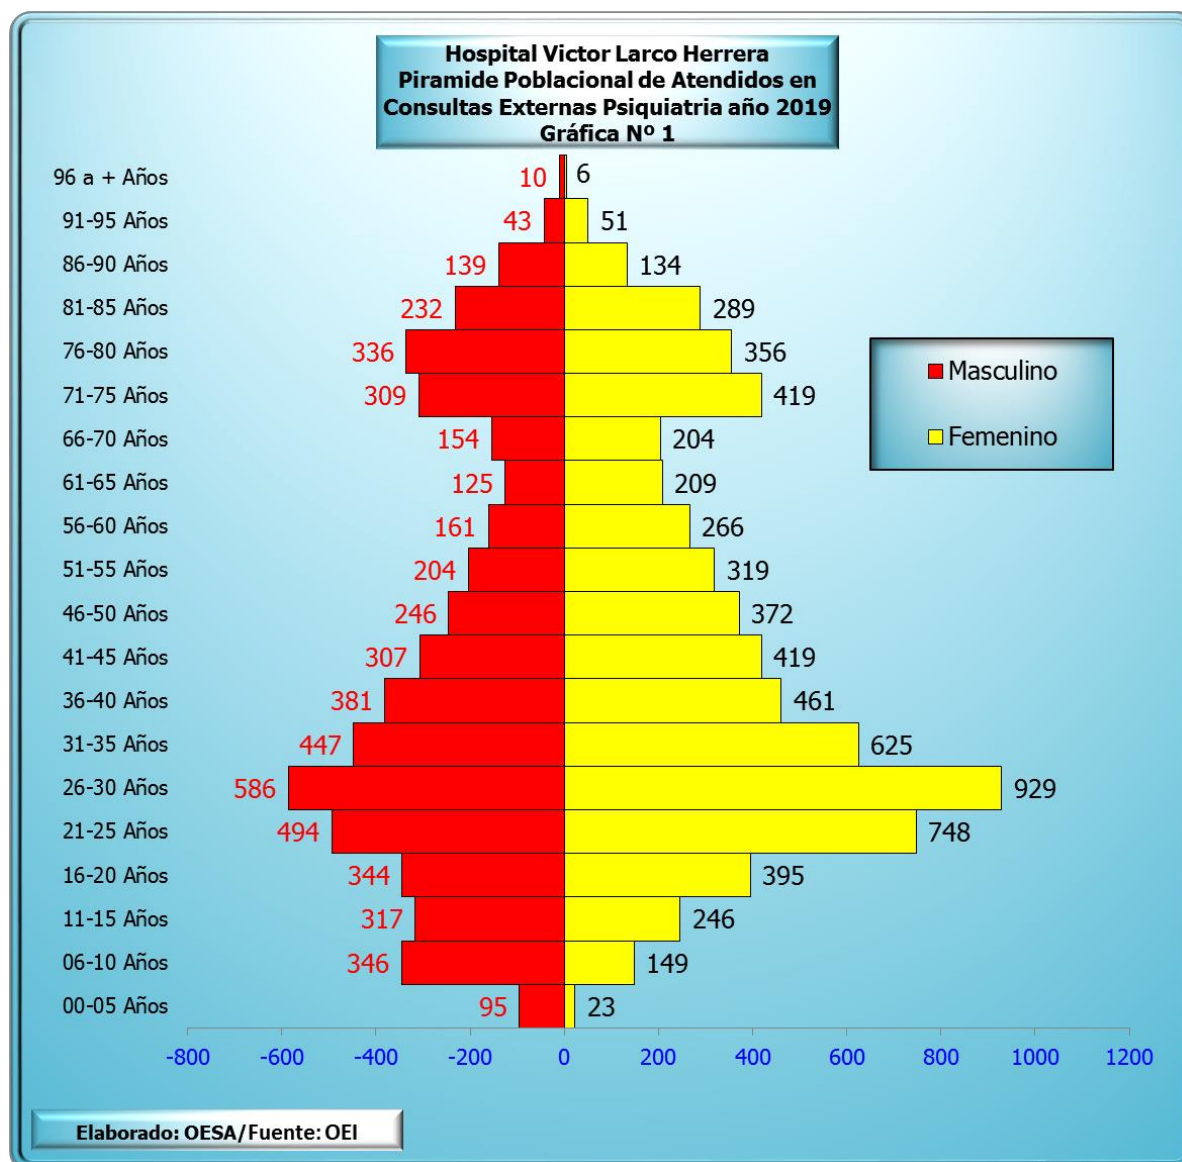 Hospital Victor Larco Herrera
Piramide Poblacional de Atendidos en
Consultas Externas Psiquiatria año 2019
Gráfica Nº 1
96 a + Años 10 6
91-95 Años 43 51
86-90 Años 139 134
81-85 Años 232 289
76-80 Años 336 356
71-75 Años 309 419
66-70 Años 154 204
61-65 Años 125 209
56-60 Años 161 266
51-55 Años 204 319
46-50 Años 246 372
41-45 Años 307 419
36-40 Años 381 461
31-35 Años 447 625
26-30 Años 586 929
21-25 Años 494 748
16-20 Años 344 395
11-15 Años 317 246
06-10 Años 346 149
00-05 Años 95 23
Masculino
Femenino
-800 -600 -400 -200 0 200 400 600 800 1000 1200
Elaborado: OESA/Fuente: OEI